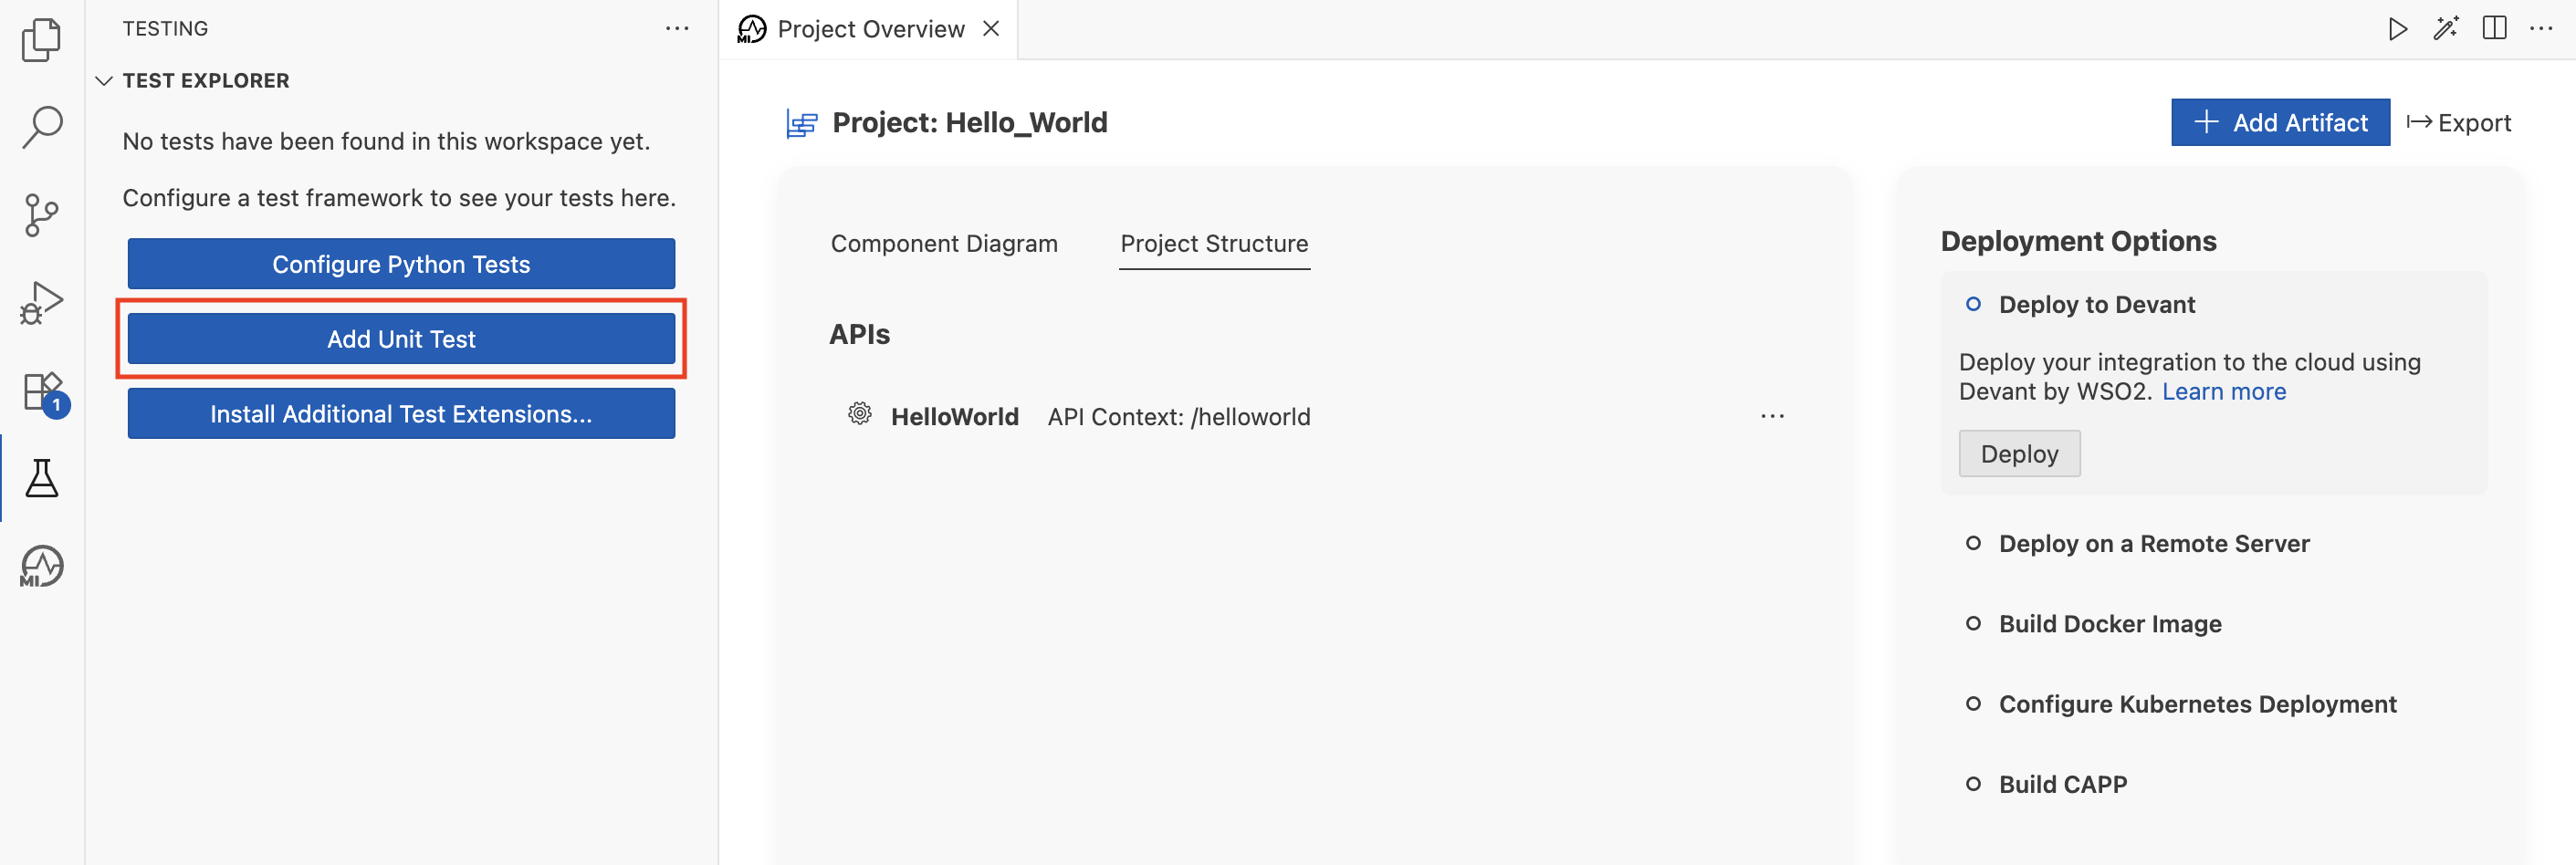 TESTING
TEST EXPLORER
No tests have been found in this workspace yet.
Configure a test framework to see your tests here.
Configure Python Tests
Add Unit Test
Install Additional Test Extensions...
1
MI
MI
Project Overview
Project: Hello_World
Add Artifact
Export
Component Diagram
Project Structure
APIs
HelloWorld
API Context: /helloworld
Deployment Options
Deploy to Devant
Deploy your integration to the cloud using
Devant by WSO2. Learn more
Deploy
Deploy on a Remote Server
Build Docker Image
Configure Kubernetes Deployment
Build CAPP